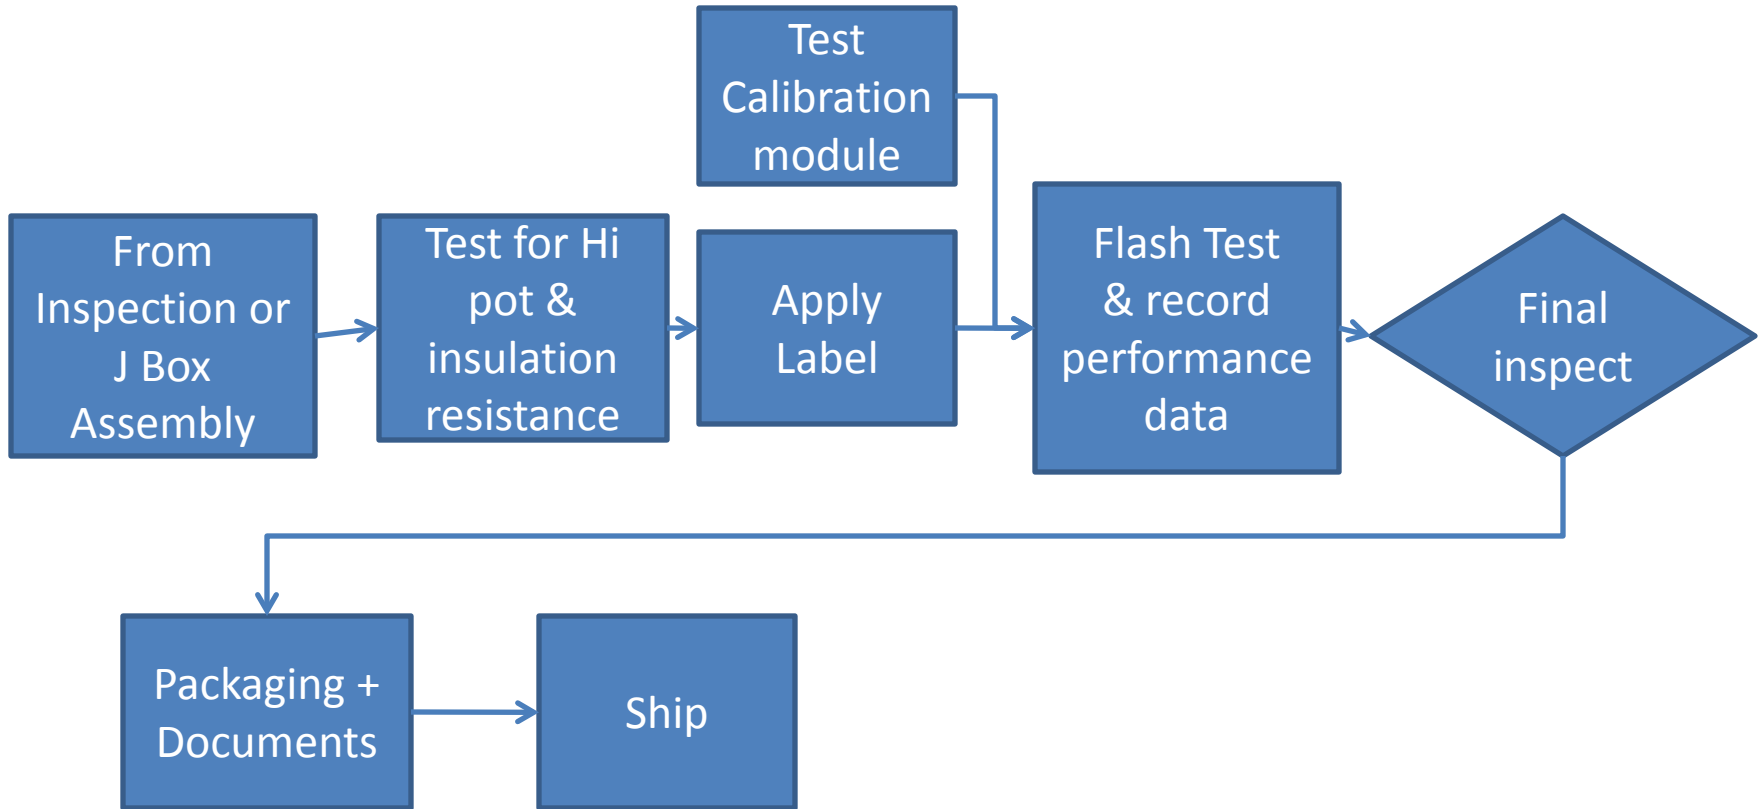 Test
Calibration
module
From
Inspection or
J Box
Assembly
Test for Hi
pot &
insulation
resistance
Apply
Label
Flash Test
& record
performance
data
Final
inspect
Packaging +
Documents
Ship